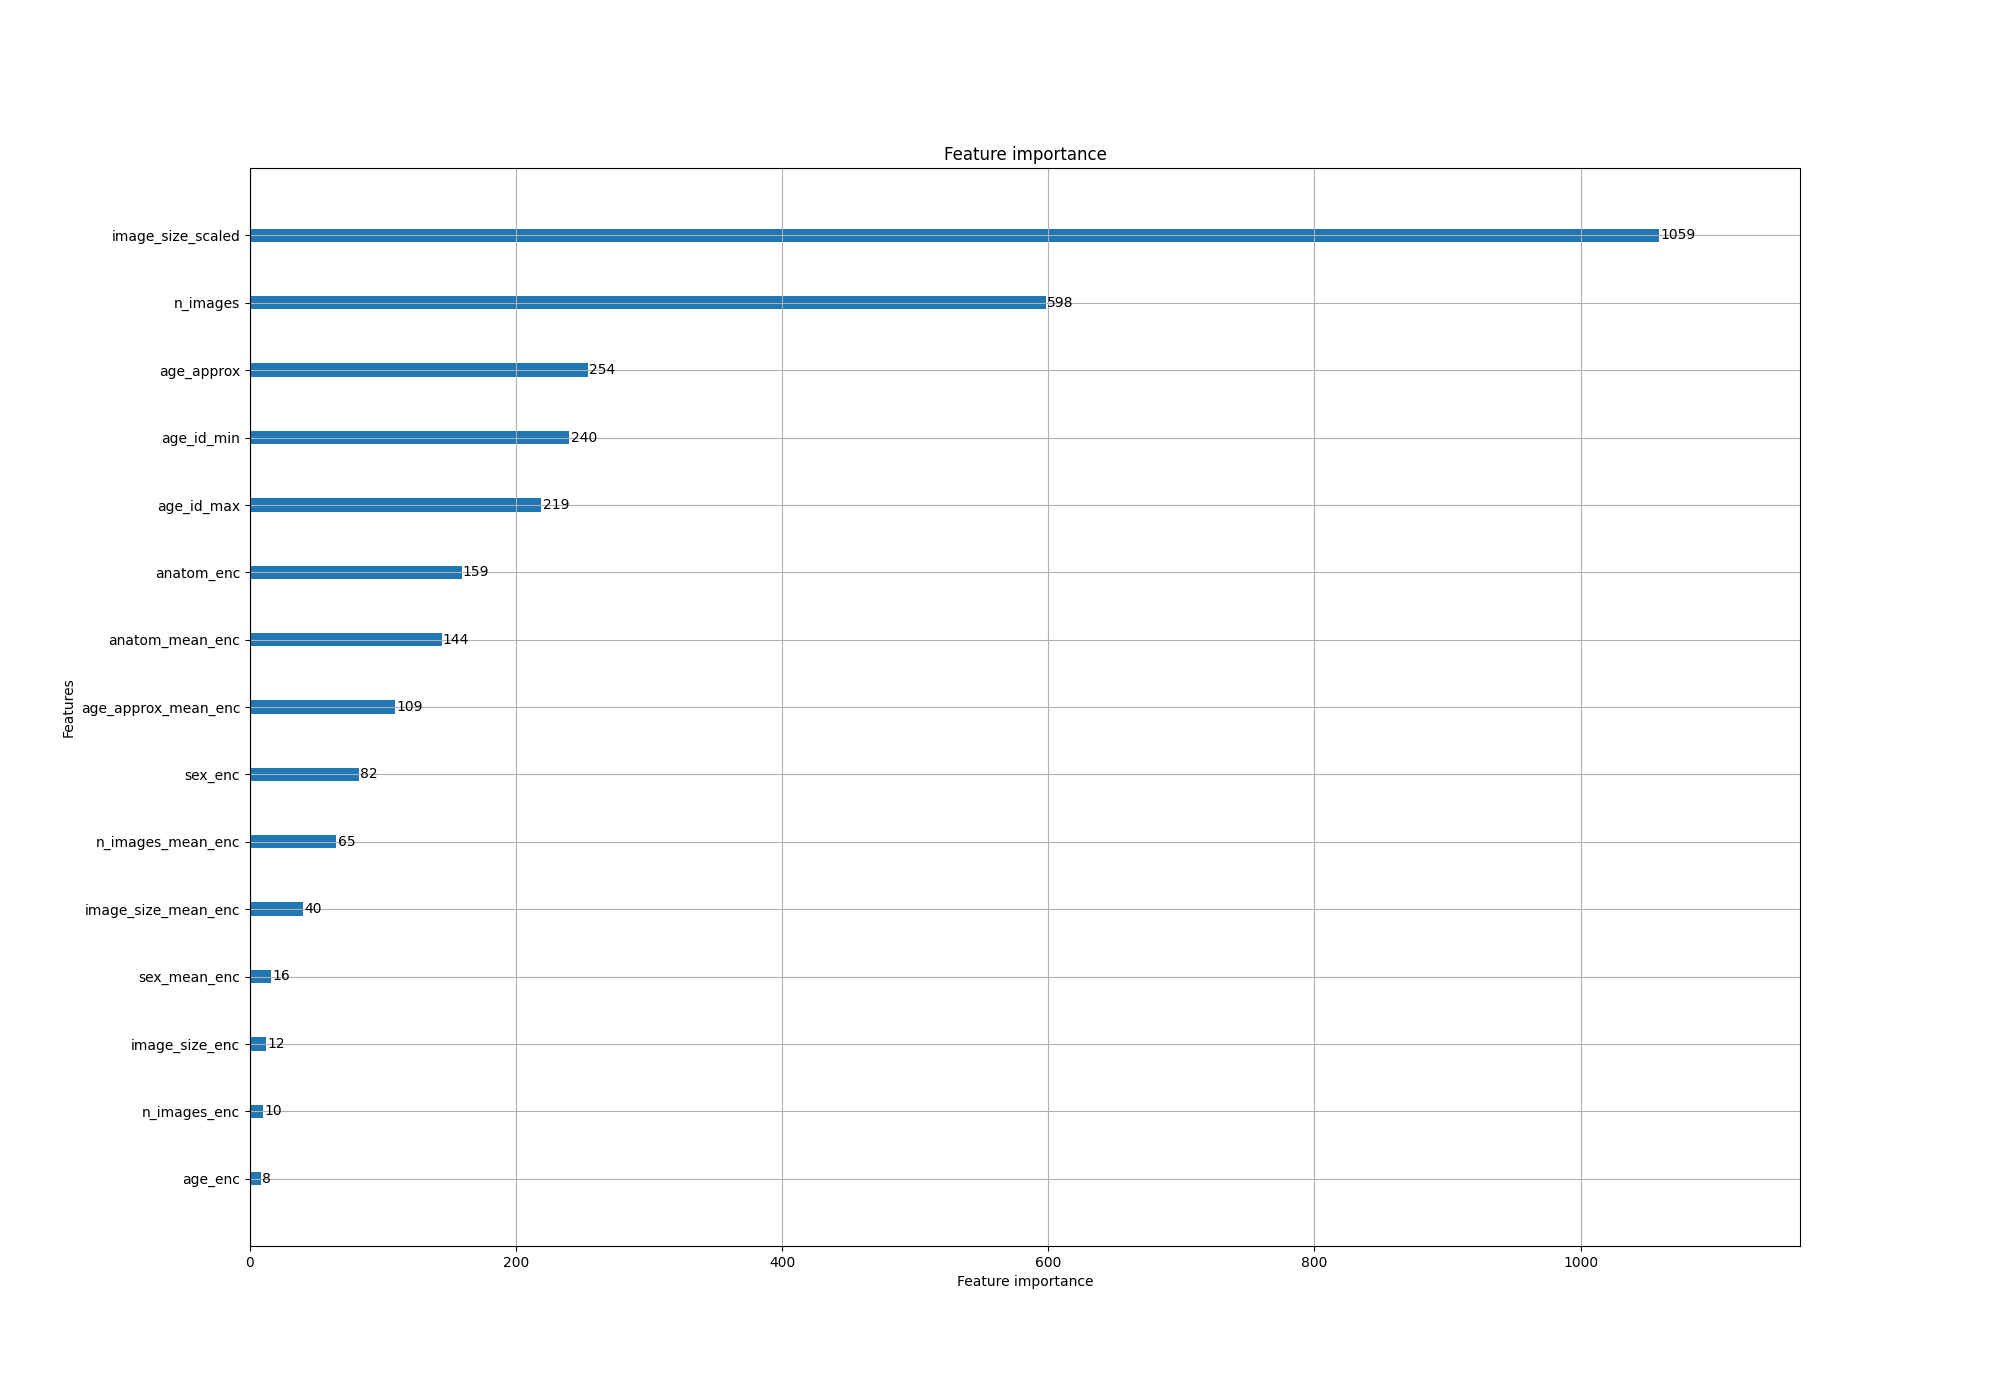 Feature importance
image_size_scaled 1059
n_images 598
age_approx 254
age_id_min 240
age_id_max 219
anatom_enc 159
anatom_mean_enc 144
age_approx_mean_enc 109
sex_enc 82
n_images_mean_enc 65
image_size_mean_enc 40
sex_mean_enc 16
image_size_enc 12
n_images_enc 10
age_enc 8
Features
0 200 400 600 800 1000
Feature importance